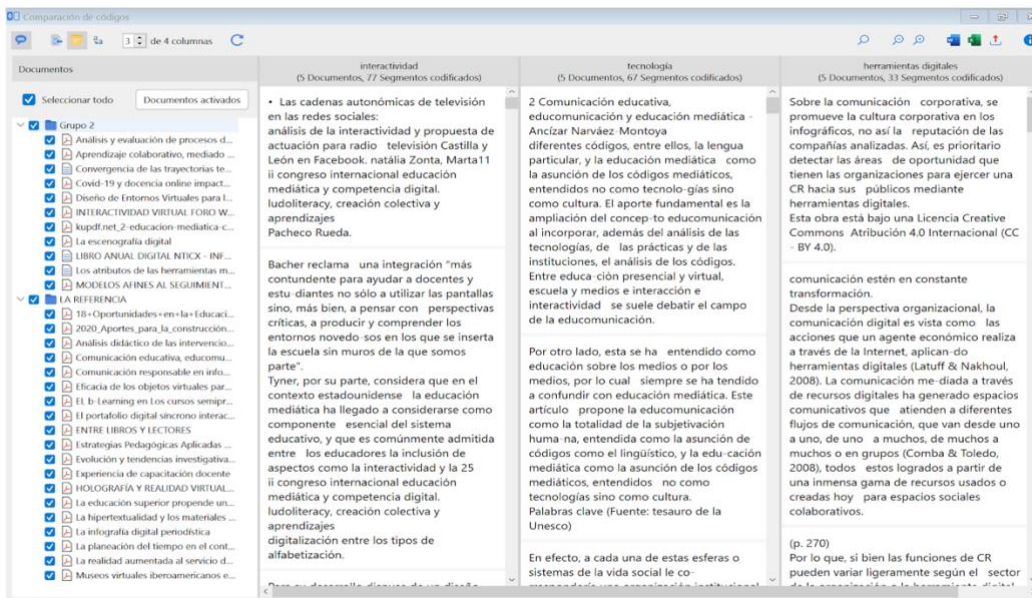 Comparación de códigos
3 de 4 columnas
Documentos
Seleccionar todo
Documentos activados
Grupo 2
Análisis y evaluación de procesos d...
Aprendizaje colaborativo, mediado ...
Convergencia de las trayectorias te...
Covid-19 y docencia online impact...
Diseño de Entornos Virtuales para l...
INTERACTIVIDAD VIRTUAL FORO W...
kupdf.net_2-educacion-mediatica-c...
La escenografía digital
LIBRO ANUAL DIGITAL NTICX - INF...
Los atributos de las herramientas m...
MODELOS AFINES AL SEGUIMIENT...
LA REFERENCIA
18+Oportunidades+en+la+Educaci...
2020_Aportes_para_la_construcción...
Análisis didáctico de las intervencio...
Comunicación educativa, educomu...
Comunicación responsable en info...
Eficacia de los objetos virtuales par...
EL b-Learning en Los cursos semipr...
El portafolio digital síncrono interac...
ENTRE LIBROS Y LECTORES
Estrategias Pedagógicas Aplicadas ...
Evolución y tendencias investigativa...
Experiencia de capacitación docente
HOLOGRAFÍA Y REALIDAD VIRTUAL...
La educación superior propende un...
La hipertextualidad y los materiales ...
La infografía digital periodística
La planeación del tiempo en el cont...
La realidad aumentada al servicio d...
Museos virtuales iberoamericanos e...
interactividad
(5 Documentos, 77 Segmentos codificados)
• Las cadenas autonómicas de televisión
en las redes sociales:
análisis de la interactividad y propuesta de
actuación para radio televisión Castilla y
León en Facebook. natália Zonta, Marta11
ii congreso internacional educación
mediática y competencia digital.
ludoliteracy, creación colectiva y
aprendizajes
Pacheco Rueda.
Bacher reclama una integración “más
contundente para ayudar a docentes y
estu-diantes no sólo a utilizar las pantallas
sino, más bien, a pensar con perspectivas
críticas, a producir y comprender los
entornos novedo-sos en los que se inserta
la escuela sin muros de la que somos
parte”.
Tyner, por su parte, considera que en el
contexto estadounidense la educación
mediática ha llegado a considerarse como
componente esencial del sistema
educativo, y que es comúnmente admitida
entre los educadores la inclusión de
aspectos como la interactividad y la 25
ii congreso internacional educación
mediática y competencia digital.
ludoliteracy, creación colectiva y
aprendizajes
digitalización entre los tipos de
alfabetización.
tecnología
(5 Documentos, 67 Segmentos codificados)
2 Comunicación educativa,
educomunicación y educación mediática -
Ancízar Narváez-Montoya
diferentes códigos, entre ellos, la lengua
particular, y la educación mediática como
la asunción de los códigos mediáticos,
entendidos no como tecnolo-gías sino
como cultura. El aporte fundamental es la
ampliación del concep-to educomunicación
al incorporar, además del análisis de las
tecnologías, de las prácticas y de las
instituciones, el análisis de los códigos.
Entre educa-ción presencial y virtual,
escuela y medios e interacción e
interactividad se suele debatir el campo
de la educomunicación.
Por otro lado, esta se ha entendido como
educación sobre los medios o por los
medios, por lo cual siempre se ha tendido
a confundir con educación mediática. Este
artículo propone la educomunicación
como la totalidad de la subjetivación
huma-na, entendida como la asunción de
códigos como el lingüístico, y la edu-cación
mediática como la asunción de los códigos
mediáticos, entendidos no como
tecnologías sino como cultura.
Palabras clave (Fuente: tesauro de la
Unesco)
En efecto, a cada una de estas esferas o
sistemas de la vida social le co-
herramientas digitales
(5 Documentos, 33 Segmentos codificados)
Sobre la comunicación corporativa, se
promueve la cultura corporativa en los
infográficos, no así la reputación de las
compañías analizadas. Así, es prioritario
detectar las áreas de oportunidad que
tienen las organizaciones para ejercer una
CR hacia sus públicos mediante
herramientas digitales.
Esta obra está bajo una Licencia Creative
Commons Atribución 4.0 Internacional (CC
- BY 4.0).
comunicación estén en constante
transformación.
Desde la perspectiva organizacional, la
comunicación digital es vista como las
acciones que un agente económico realiza
a través de la Internet, aplican-do
herramientas digitales (Latuff & Nakhoul,
2008). La comunicación me-diada a través
de recursos digitales ha generado espacios
comunicativos que atienden a diferentes
flujos de comunicación, que van desde uno
a uno, de uno a muchos, de muchos a
muchos o en grupos (Comba & Toledo,
2008), todos estos logrados a partir de
una inmensa gama de recursos usados o
creadas hoy para espacios sociales
colaborativos.
(p. 270)
Por lo que, si bien las funciones de CR
pueden variar ligeramente según el sector